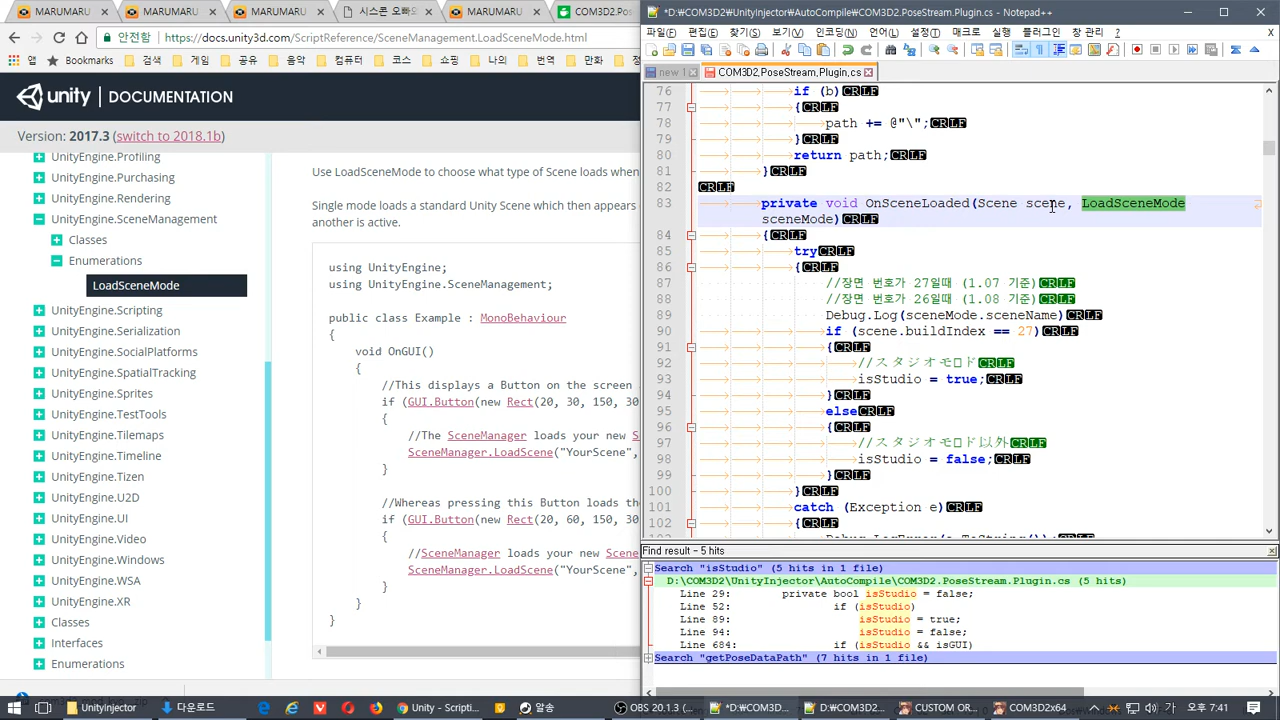 MARUMARU
MARUMARU
MARUMARU
시스론 오빠와
MARUMARU
COM3D2.P
안전함 https://docs.unity3d.com/ScriptReference/SceneManagement.LoadSceneMode.html
앱 Bookmarks 검색 게임 공유 음악 컴퓨터 코스 쇼핑 나의 번역 만화
unity DOCUMENTATION
Version: 2017.3 (switch to 2018.1b)
UnityEngine.Profiling
UnityEngine.Purchasing
UnityEngine.Rendering
UnityEngine.SceneManagement
Classes
Enumerations
LoadSceneMode
UnityEngine.Scripting
UnityEngine.Serialization
UnityEngine.SocialPlatforms
UnityEngine.SpatialTracking
UnityEngine.Sprites
UnityEngine.TestTools
UnityEngine.Tilemaps
UnityEngine.Timeline
UnityEngine.Tizen
UnityEngine.U2D
UnityEngine.UI
UnityEngine.Video
UnityEngine.Windows
UnityEngine.WSA
UnityEngine.XR
Classes
Interfaces
Enumerations
Use LoadSceneMode to choose what type of Scene loads when
Single mode loads a standard Unity Scene which then appears
another is active.
using UnityEngine;
using UnityEngine.SceneManagement;
public class Example : MonoBehaviour
{
void OnGUI()
{
//This displays a Button on the screen
if (GUI.Button(new Rect(20, 30, 150, 30
{
//The SceneManager loads your new S
SceneManager.LoadScene("YourScene",
}
//Whereas pressing this Button loads th
if (GUI.Button(new Rect(20, 60, 150, 30
{
//SceneManager loads your new Scene
SceneManager.LoadScene("YourScene",
}
}
}
*D:\COM3D2\UnityInjector\AutoCompile\COM3D2.PoseStream.Plugin.cs - Notepad++
파일(F) 편집(E) 찾기(S) 보기(V) 인코딩(N) 언어(L) 설정(T) 매크로 실행 플러그인 창 관리 ? X
new 1 COM3D2.PoseStream.Plugin.cs
76 if (b)CRLF
77 {CRLF
78 path += @"\";CRLF
79 }CRLF
80 return path;CRLF
81 }CRLF
82 CRLF
83 private void OnSceneLoaded(Scene scene, LoadSceneMode
sceneMode)CRLF
84 {CRLF
85 tryCRLF
86 {CRLF
87 //장면 번호가 27일때 (1.07 기준)CRLF
88 //장면 번호가 26일때 (1.08 기준)CRLF
89 Debug.Log(sceneMode.sceneName)CRLF
90 if (scene.buildIndex == 27)CRLF
91 {CRLF
92 //スタジオモードCRLF
93 isStudio = true;CRLF
94 }CRLF
95 elseCRLF
96 {CRLF
97 //スタジオモード以外CRLF
98 isStudio = false;CRLF
99 }CRLF
100 }CRLF
101 catch (Exception e)CRLF
102 {CRLF
Debug.LogError(e.ToString());CRLF
Find result - 5 hits
Search "isStudio" (5 hits in 1 file)
D:\COM3D2\UnityInjector\AutoCompile\COM3D2.PoseStream.Plugin.cs (5 hits)
Line 29: private bool isStudio = false;
Line 52: if (isStudio)
Line 89: isStudio = true;
Line 94: isStudio = false;
Line 684: if (isStudio && isGUI)
Search "getPoseDataPath" (7 hits in 1 file)
UnityInjector
다운로드
Unity - Scripti...
알송
OBS 20.1.3 (...
*D:\COM3D2...
D:\COM3D2...
CUSTOM OR...
COM3D2x64
오후 7:41